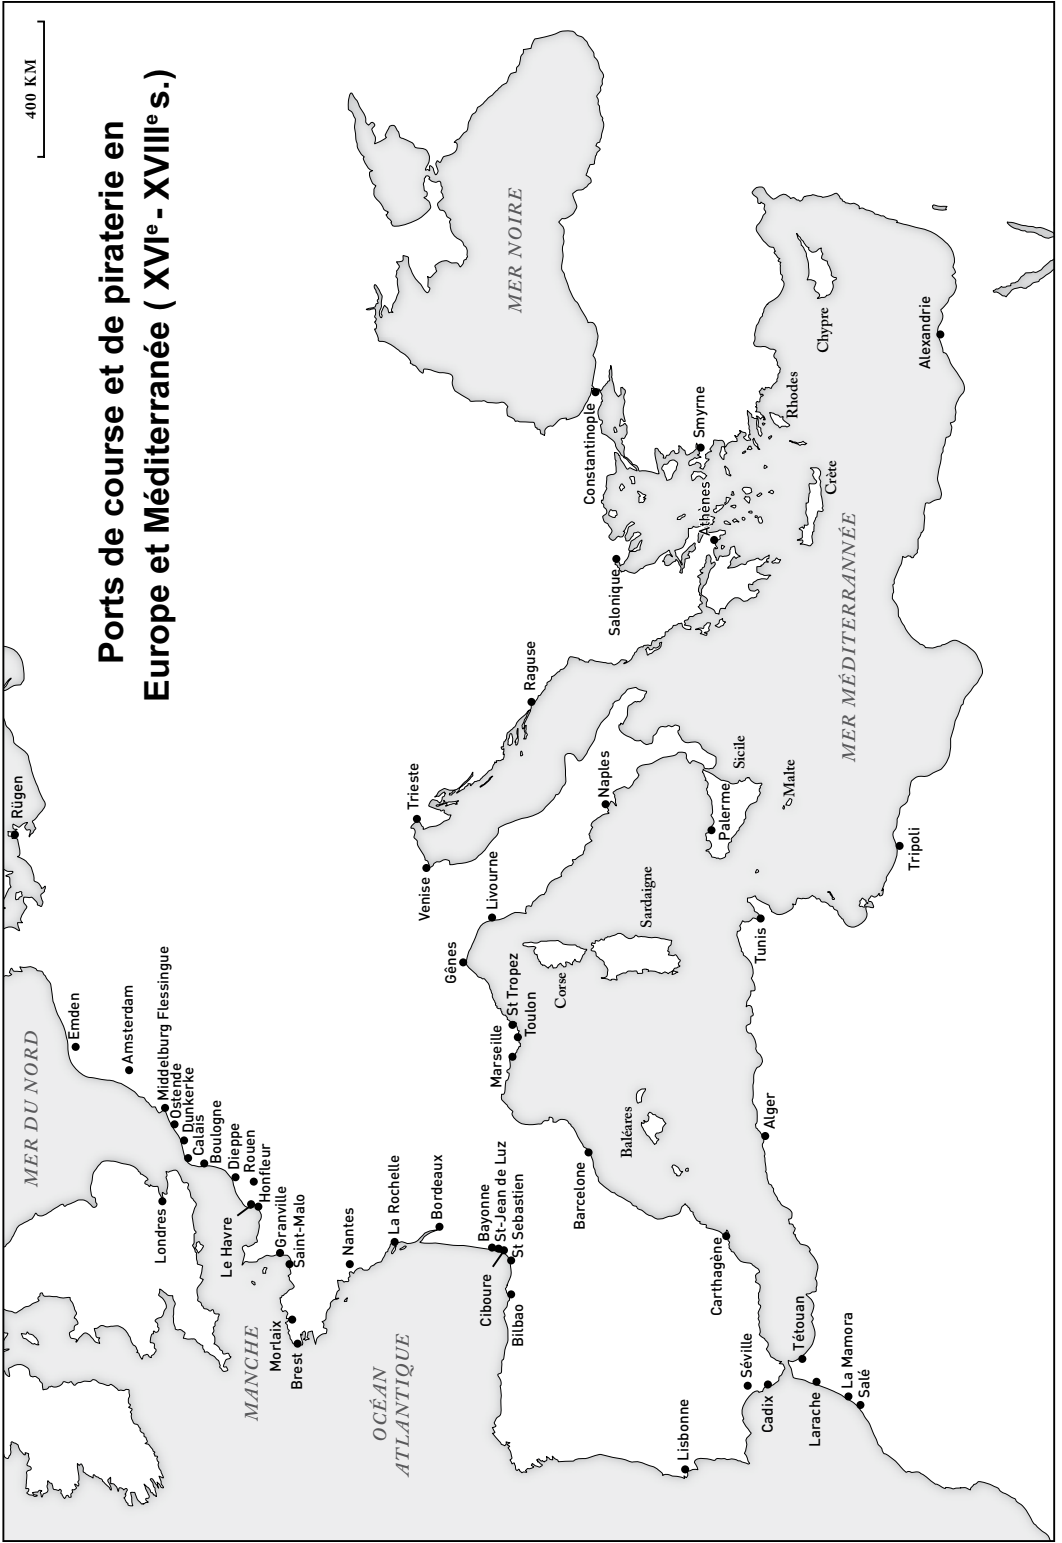 Ports de course et de piraterie en
Europe et Méditerranée ( XVIe - XVIIIe s.)
400 KM
MER DU NORD
Rügen
Emden
Amsterdam
Middelburg Flessingue
Ostende
Dunkerke
Calais
Boulogne
Dieppe
Rouen
Honfleur
Le Havre
Londres
Granville
Saint-Malo
MANCHE
Morlaix
Brest
Nantes
OCÉAN
ATLANTIQUE
La Rochelle
Bordeaux
Bayonne
St-Jean de Luz
Ciboure
St Sebastien
Bilbao
Lisbonne
Séville
Cadix
Carthagène
Barcelone
Baléares
Marseille
Toulon
St Tropez
Gênes
Livourne
Corse
Sardaigne
Venise
Trieste
Raguse
Naples
Palerme
Sicile
Malte
MER NOIRE
Constantinople
Salonique
Athènes
Smyrne
Rhodes
Crète
Chypre
MER MÉDITERRANNÉE
Alexandrie
Tripoli
Tunis
Alger
Tétouan
Larache
La Mamora
Salé